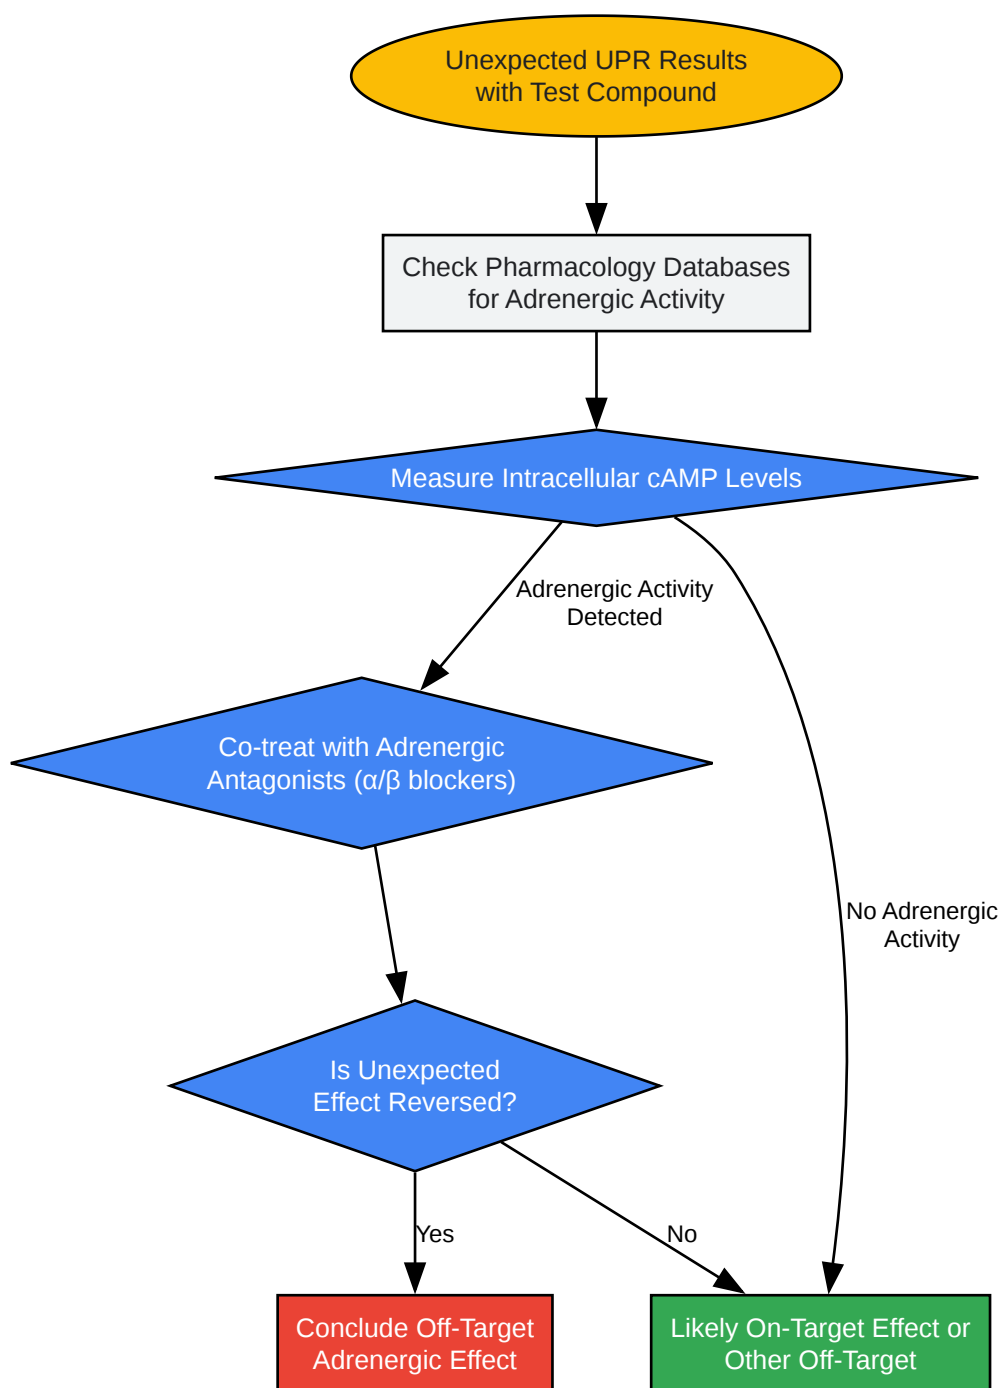 Unexpected UPR Results
with Test Compound
Check Pharmacology Databases
for Adrenergic Activity
Measure Intracellular cAMP Levels
Adrenergic Activity
Detected
Co-treat with Adrenergic
Antagonists (α/β blockers)
No Adrenergic
Activity
Is Unexpected
Effect Reversed?
Yes
No
Conclude Off-Target
Adrenergic Effect
Likely On-Target Effect or
Other Off-Target